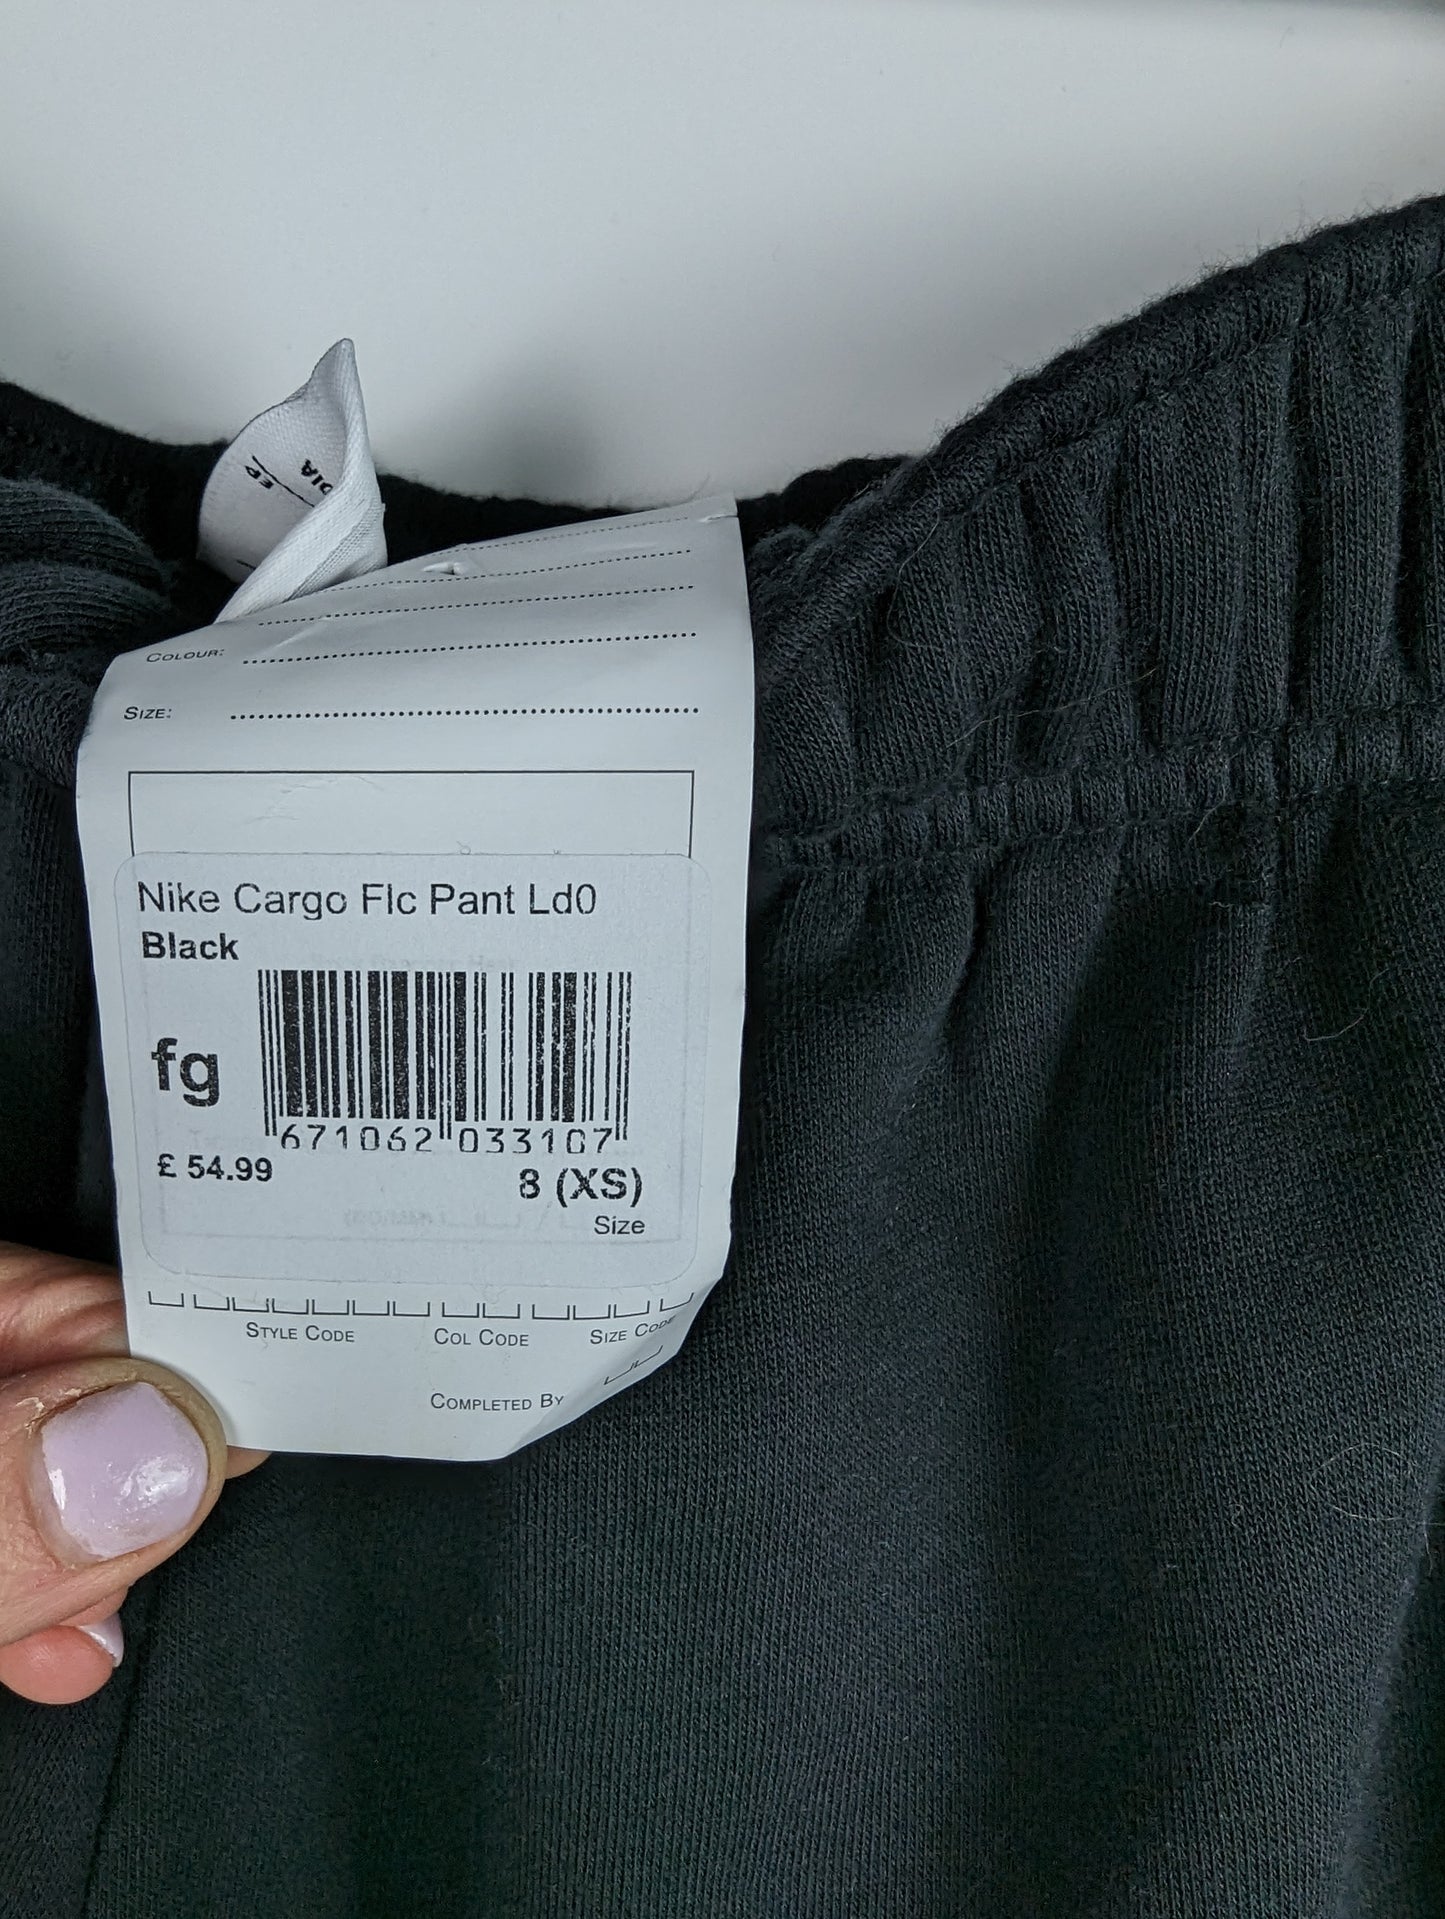 COLOUR:
SIZE:
Nike Cargo Flc Pant Ld0
Black
fg
671062 033107
£ 54.99
8 (XS)
Size
STYLE CODE
COL CODE
SIZE CODE
COMPLETED BY